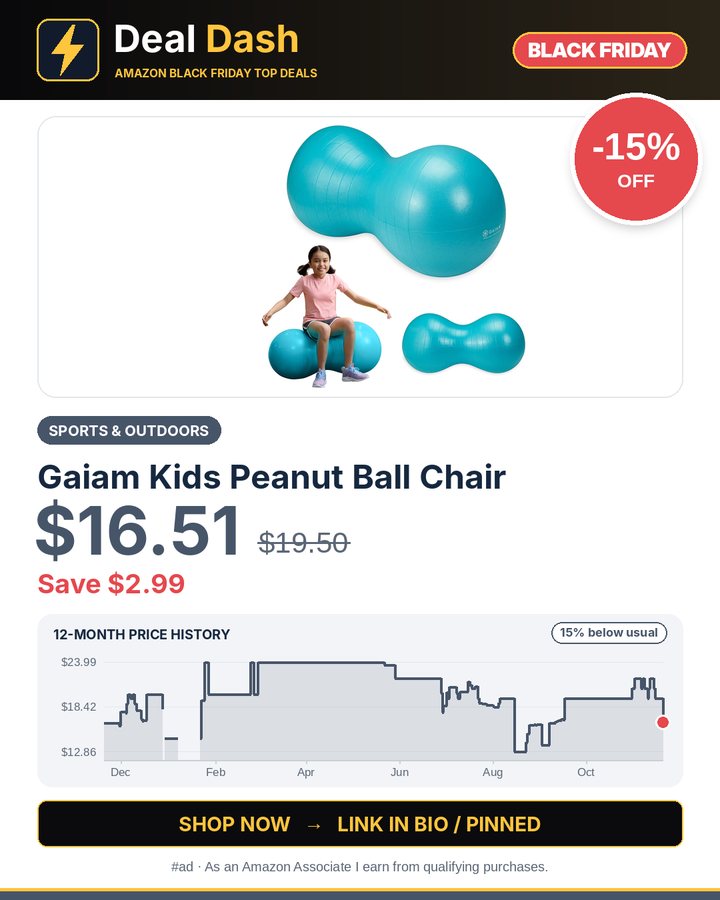 Deal Dash
AMAZON BLACK FRIDAY TOP DEALS
BLACK FRIDAY
-15%
OFF
GAIAM
SPORTS & OUTDOORS
Gaiam Kids Peanut Ball Chair
$16.51 $19.50
Save $2.99
12-MONTH PRICE HISTORY
15% below usual
$23.99
$18.42
$12.86
Dec Feb Apr Jun Aug Oct
SHOP NOW → LINK IN BIO / PINNED
#ad · As an Amazon Associate I earn from qualifying purchases.